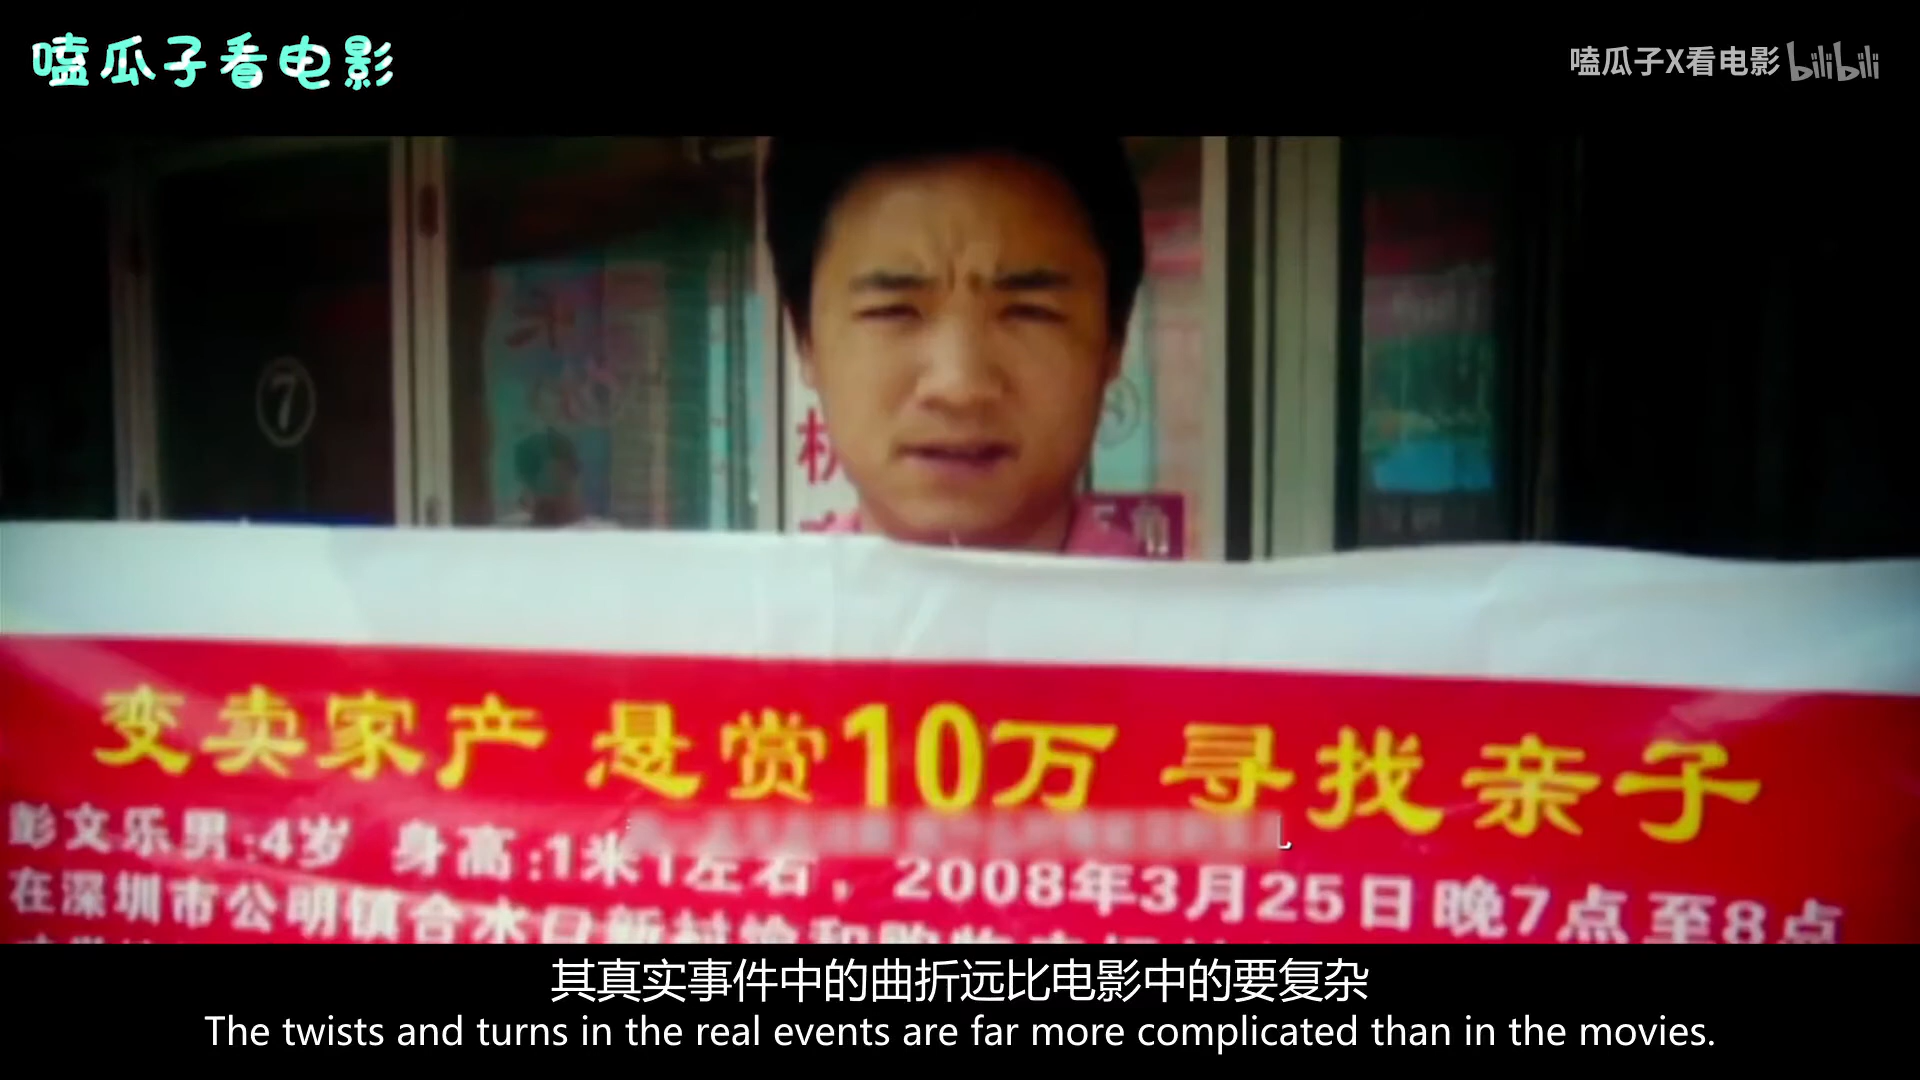 嗑瓜子看电影
嗑瓜子X看电影 bilibili
7
变卖家产 悬赏10万 寻找亲子
彭文乐男:4岁 身高:1米1左右，2008年3月25日晚7点至8点
在深圳市公明镇合水口新村
其真实事件中的曲折远比电影中的要复杂
The twists and turns in the real events are far more complicated than in the movies.